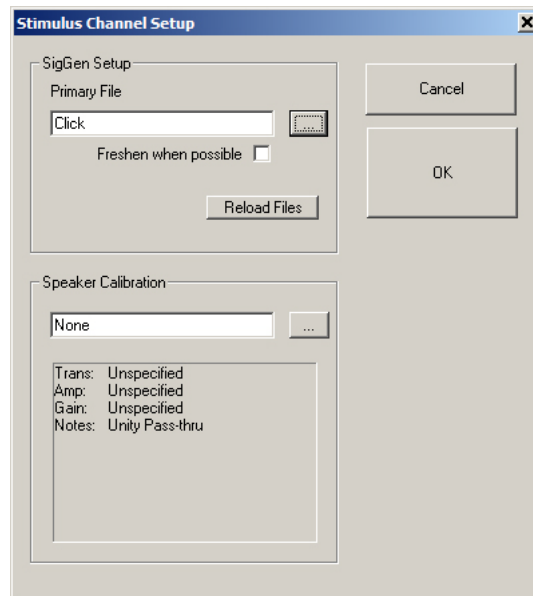 Stimulus Channel Setup
SigGen Setup
Primary File
Click
...
Freshen when possible
Reload Files
Cancel
OK
Speaker Calibration
None
...
Trans: Unspecified
Amp: Unspecified
Gain: Unspecified
Notes: Unity Pass-thru